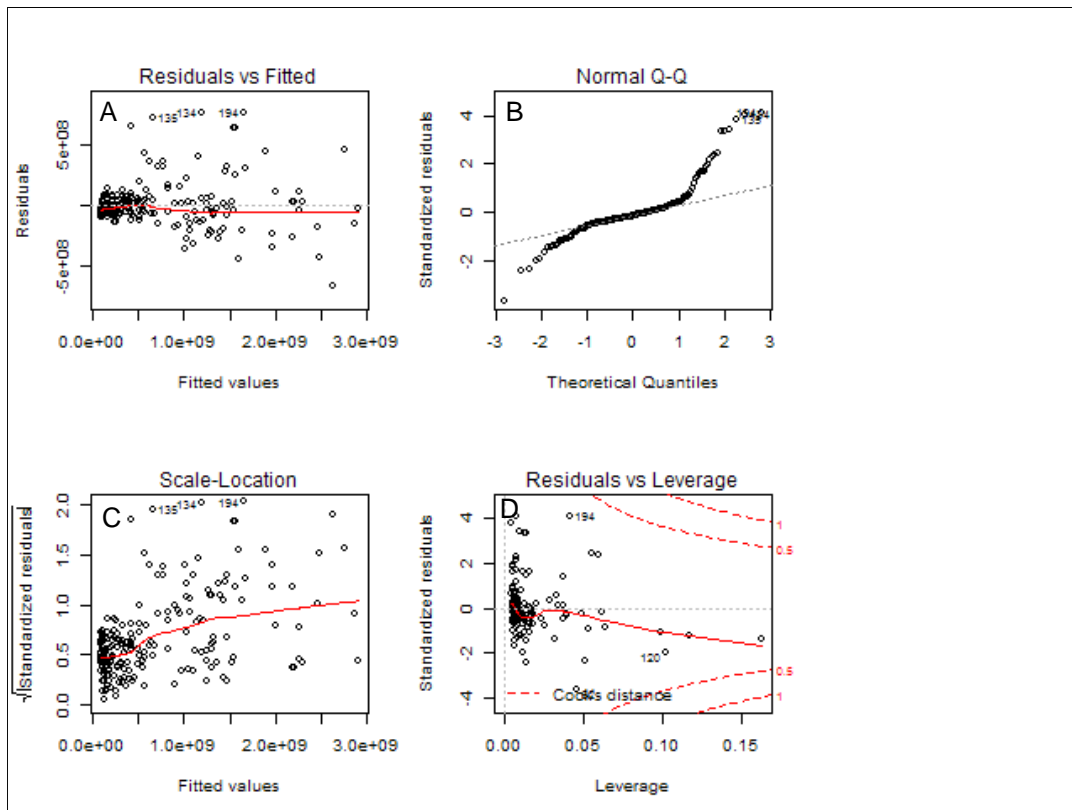 Residuals vs Fitted
A
135
134
194
5e+08
-5e+08
Residuals
0.0e+00 1.0e+09 2.0e+09 3.0e+09
Fitted values
Normal Q-Q
B
4
2
0
-2
Standardized residuals
-3 -2 -1 0 1 2 3
Theoretical Quantiles
Scale-Location
C
135
134
194
2.0
1.5
1.0
0.5
0.0
√|Standardized residuals|
0.0e+00 1.0e+09 2.0e+09 3.0e+09
Fitted values
Residuals vs Leverage
D
194
120
1
0.5
0.5
1
4
2
0
-2
-4
Standardized residuals
Cook's distance
0.00 0.05 0.10 0.15
Leverage